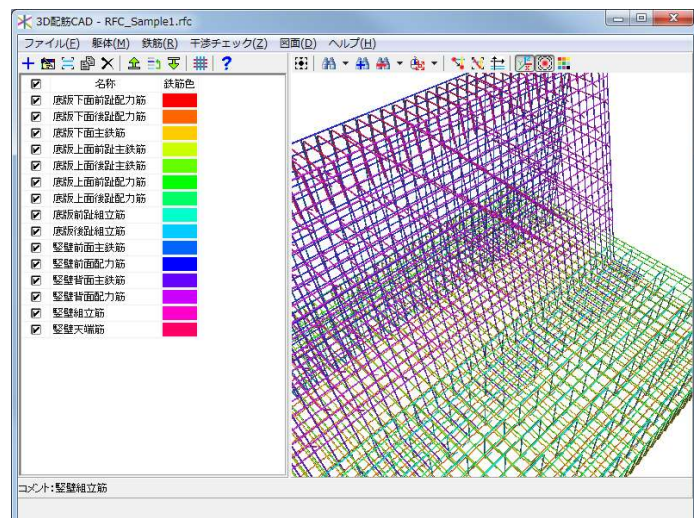 3D配筋CAD - RFC_Sample1.rfc
ファイル(F) 躯体(M) 鉄筋(R) 干渉チェック(Z) 図面(D) ヘルプ(H)
名称 鉄筋色
底版下面前趾配力筋
底版下面後趾配力筋
底版下面主鉄筋
底版上面前趾主鉄筋
底版上面後趾主鉄筋
底版上面前趾配力筋
底版上面後趾配力筋
底版前趾組立筋
底版後趾組立筋
竪壁前面主鉄筋
竪壁前面配力筋
竪壁背面主鉄筋
竪壁背面配力筋
竪壁組立筋
竪壁天端筋
コメント:竪壁組立筋